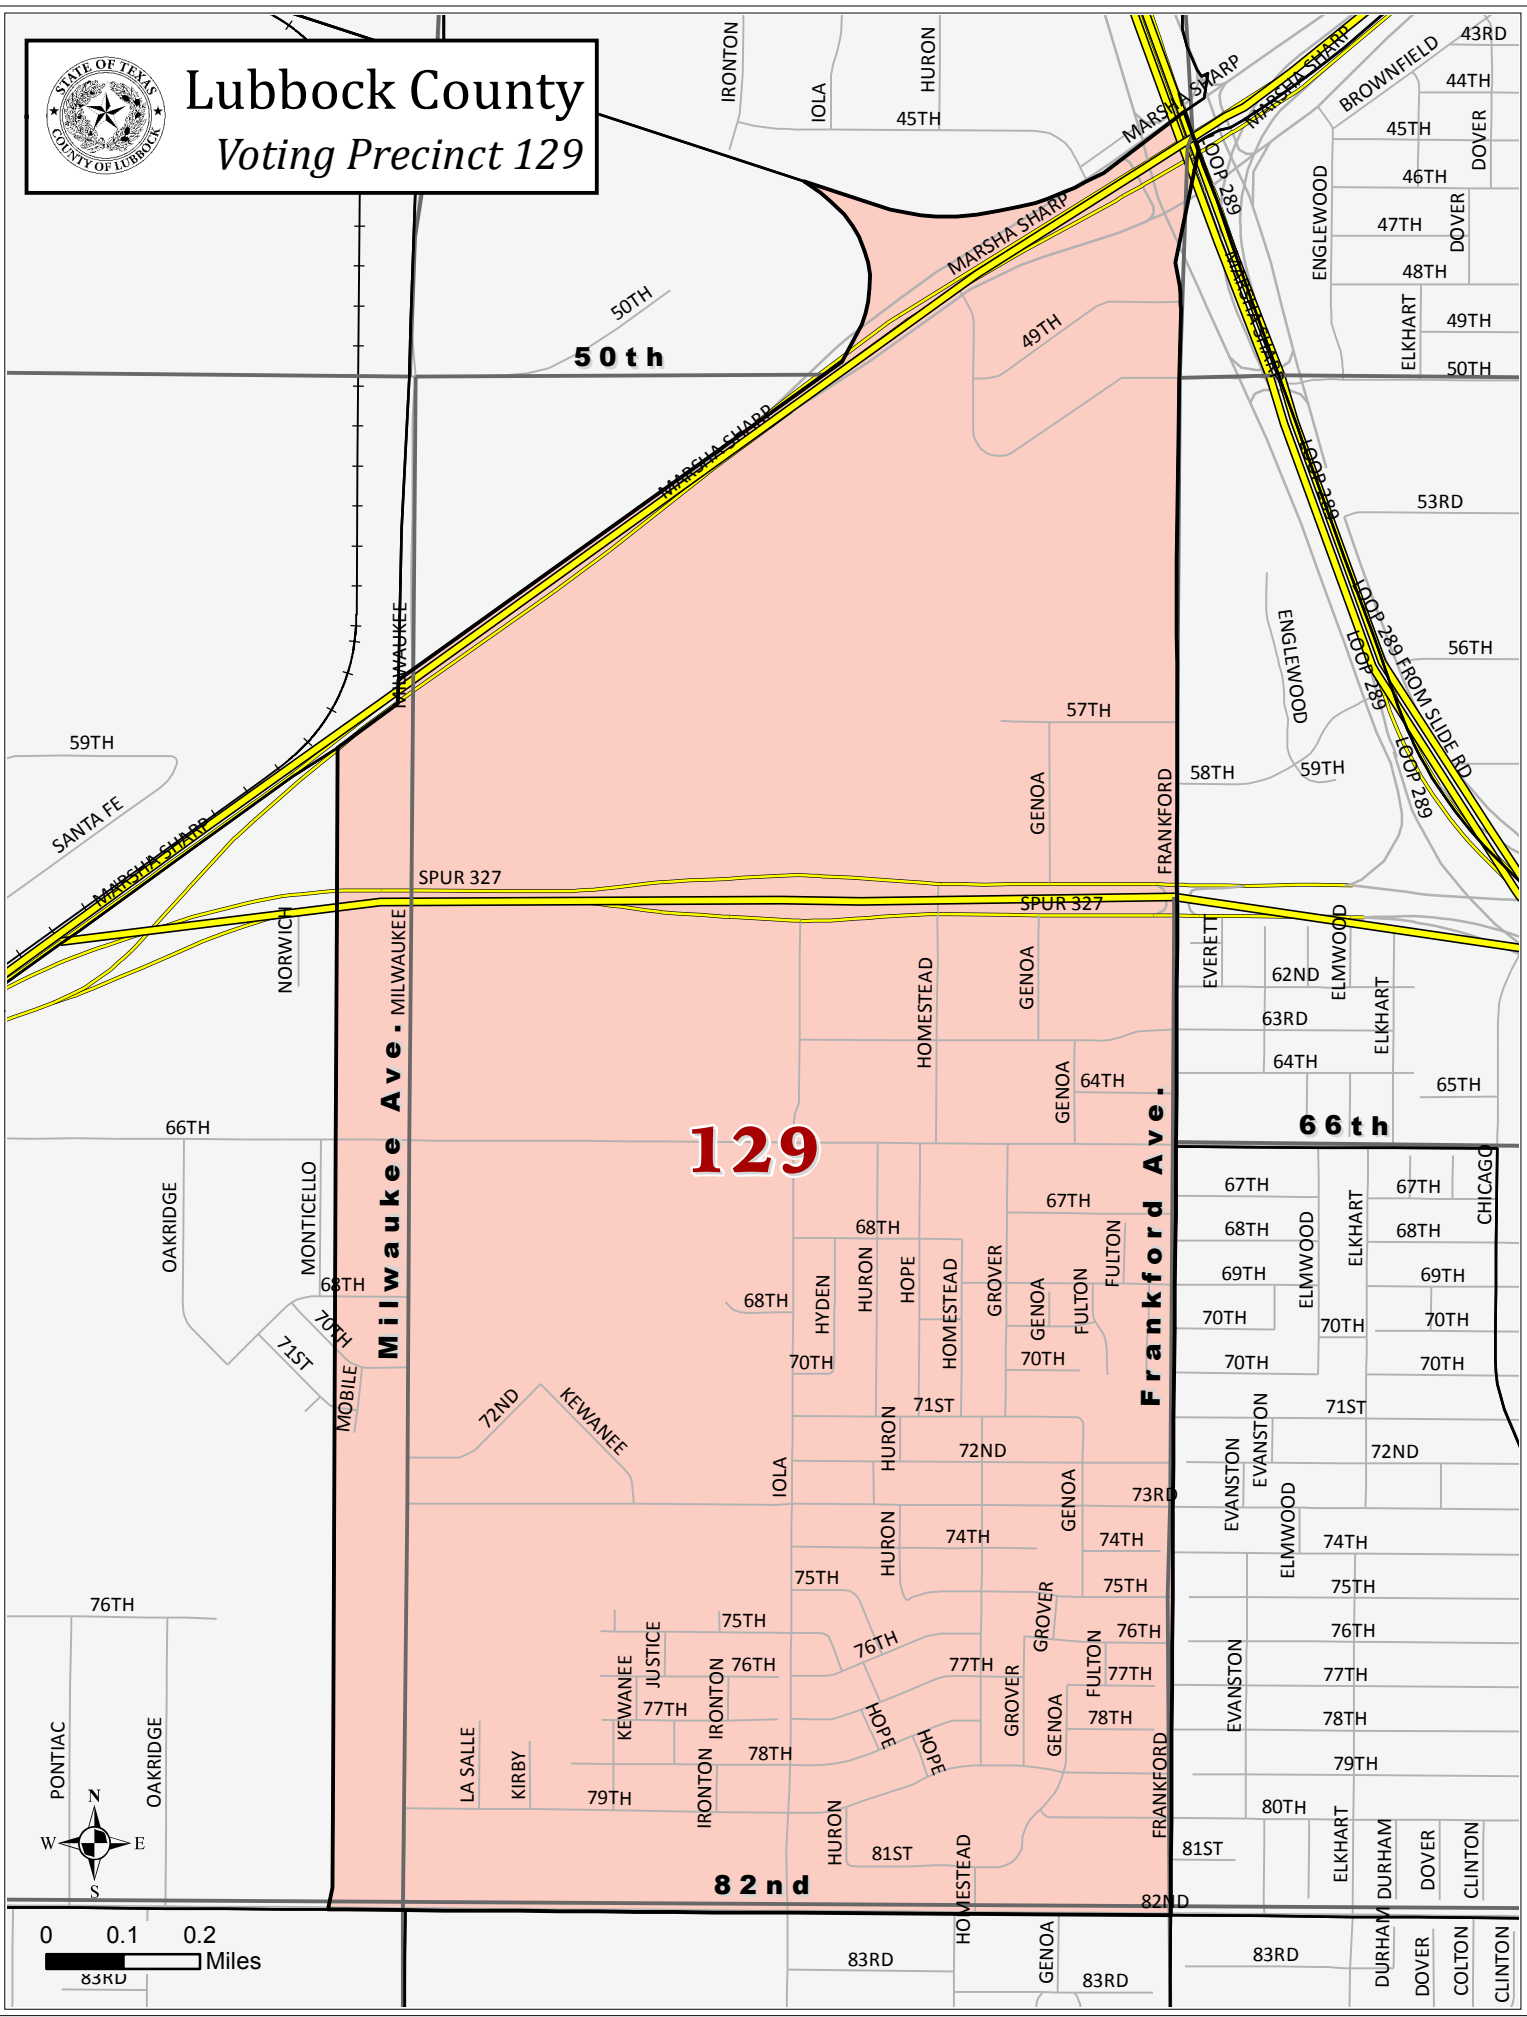 STATE OF TEXAS
COUNTY OF LUBBOCK
Lubbock County
Voting Precinct 129
IRONTON
IOLA
HURON
45TH
MARSHA SHARP
MARSHA SHARP
BROWNFIELD
43RD
44TH
45TH
DOVER
46TH
LOOP 289
ENGLEWOOD
47TH
DOVER
MARSHA SHARP
48TH
50TH
MARSHA SHARP
49TH
ELKHART
49TH
50th
50TH
MARSHA SHARP
LOOP 289
53RD
MILWAUKEE
ENGLEWOOD
LOOP 289 FROM SLIDE RD
LOOP 289
56TH
57TH
59TH
GENOA
FRANKFORD
58TH
59TH
LOOP 289
SANTA FE
MARSHA SHARP
SPUR 327
SPUR 327
NORWICH
MILWAUKEE
HOMESTEAD
GENOA
EVERETT
62ND
ELMWOOD
ELKHART
63RD
GENOA
64TH
64TH
65TH
66TH
Milwaukee Ave.
129
Frankford Ave.
66th
OAKRIDGE
MONTICELLO
67TH
67TH
67TH
CHICAGO
68TH
68TH
68TH
ELMWOOD
ELKHART
HYDEN
HURON
HOPE
HOMESTEAD
GROVER
GENOA
FULTON
FULTON
68TH
68TH
69TH
69TH
70TH
71ST
MOBILE
70TH
70TH
70TH
70TH
70TH
70TH
70TH
72ND
KEWANEE
71ST
71ST
HURON
72ND
72ND
EVANSTON
EVANSTON
IOLA
GENOA
73RD
ELMWOOD
HURON
74TH
74TH
74TH
75TH
75TH
75TH
76TH
75TH
76TH
GROVER
76TH
76TH
JUSTICE
KEWANEE
IRONTON
76TH
77TH
FULTON
77TH
77TH
EVANSTON
77TH
HOPE
HOPE
GROVER
GENOA
78TH
78TH
PONTIAC
OAKRIDGE
LA SALLE
KIRBY
IRONTON
78TH
79TH
79TH
FRANKFORD
80TH
HURON
81ST
HOMESTEAD
81ST
ELKHART
DURHAM
DOVER
CLINTON
N
W
E
S
82nd
82ND
0
0.1
0.2
Miles
83RD
83RD
GENOA
83RD
83RD
DURHAM
DOVER
COLTON
CLINTON